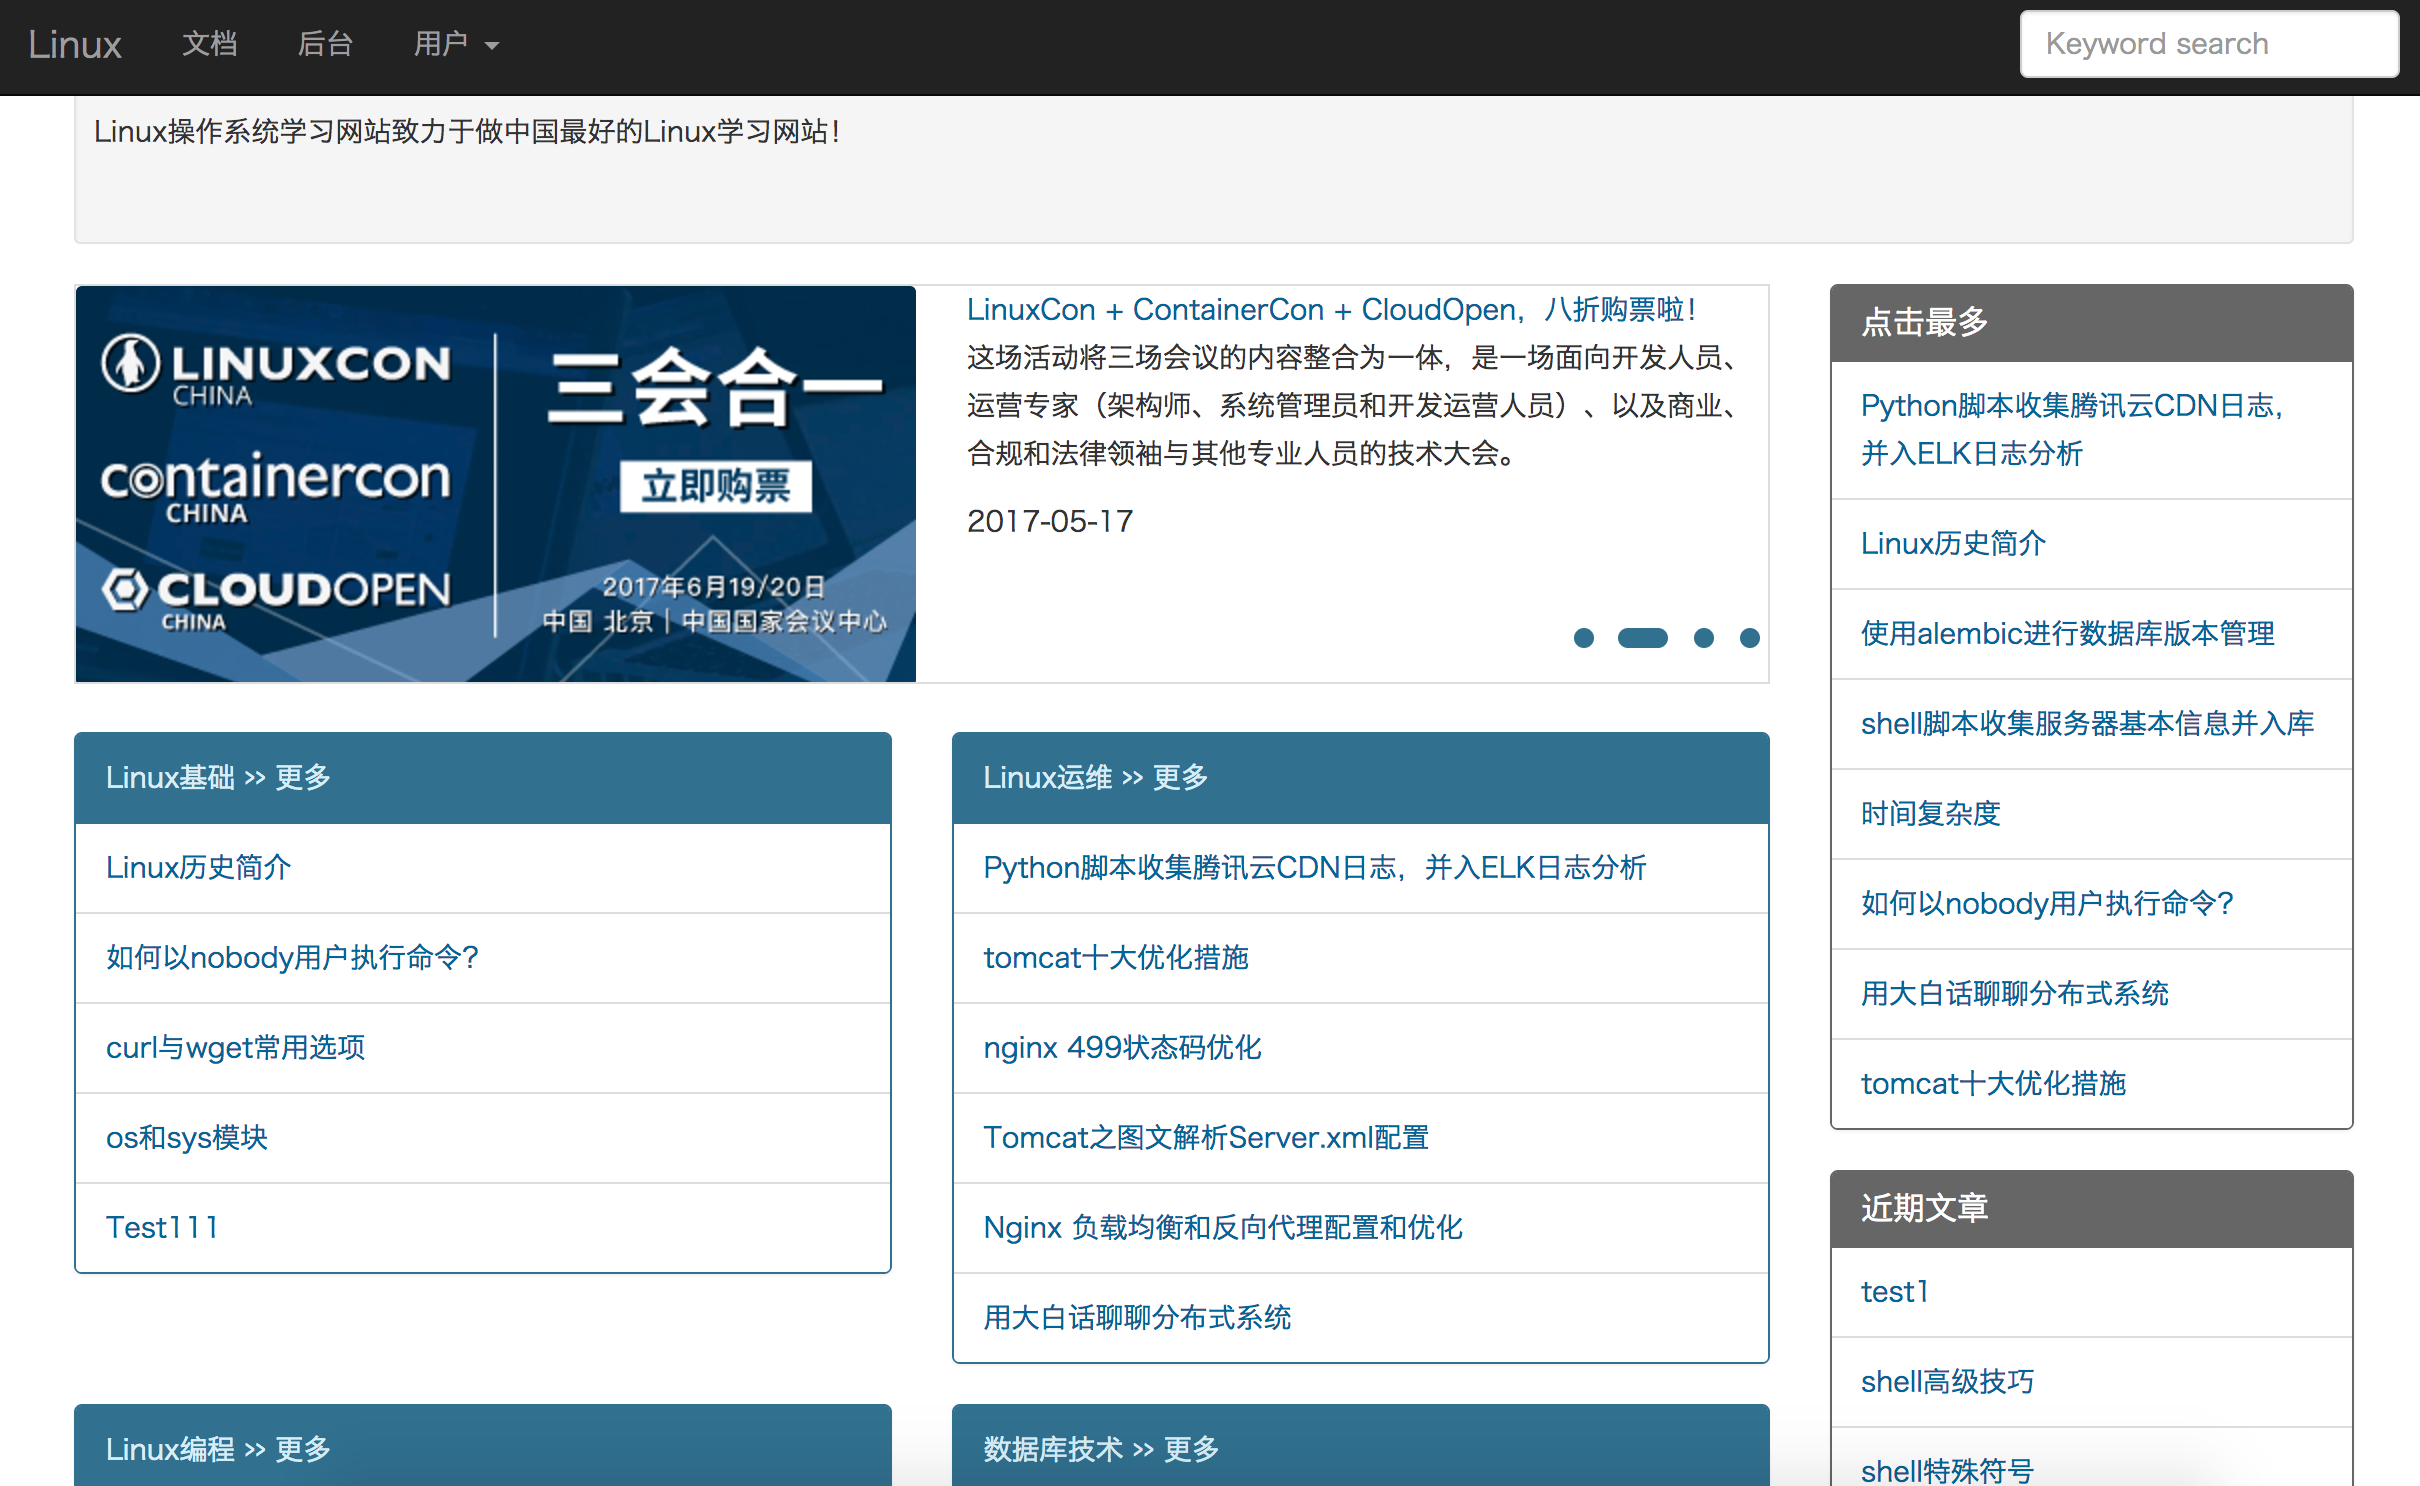 Linux
文档
后台
用户
Keyword search
Linux操作系统学习网站致力于做中国最好的Linux学习网站！
LINUXCON
CHINA
containercon
CHINA
CLOUDOPEN
CHINA
三会合一
立即购票
2017年6月19/20日
中国 北京 | 中国国家会议中心
LinuxCon + ContainerCon + CloudOpen，八折购票啦！
这场活动将三场会议的内容整合为一体，是一场面向开发人员、
运营专家（架构师、系统管理员和开发运营人员）、以及商业、
合规和法律领袖与其他专业人员的技术大会。
2017-05-17
Linux基础 >> 更多
Linux历史简介
如何以nobody用户执行命令？
curl与wget常用选项
os和sys模块
Test111
Linux运维 >> 更多
Python脚本收集腾讯云CDN日志，并入ELK日志分析
tomcat十大优化措施
nginx 499状态码优化
Tomcat之图文解析Server.xml配置
Nginx 负载均衡和反向代理配置和优化
用大白话聊聊分布式系统
Linux编程 >> 更多
数据库技术 >> 更多
点击最多
Python脚本收集腾讯云CDN日志，
并入ELK日志分析
Linux历史简介
使用alembic进行数据库版本管理
shell脚本收集服务器基本信息并入库
时间复杂度
如何以nobody用户执行命令？
用大白话聊聊分布式系统
tomcat十大优化措施
近期文章
test1
shell高级技巧
shell特殊符号